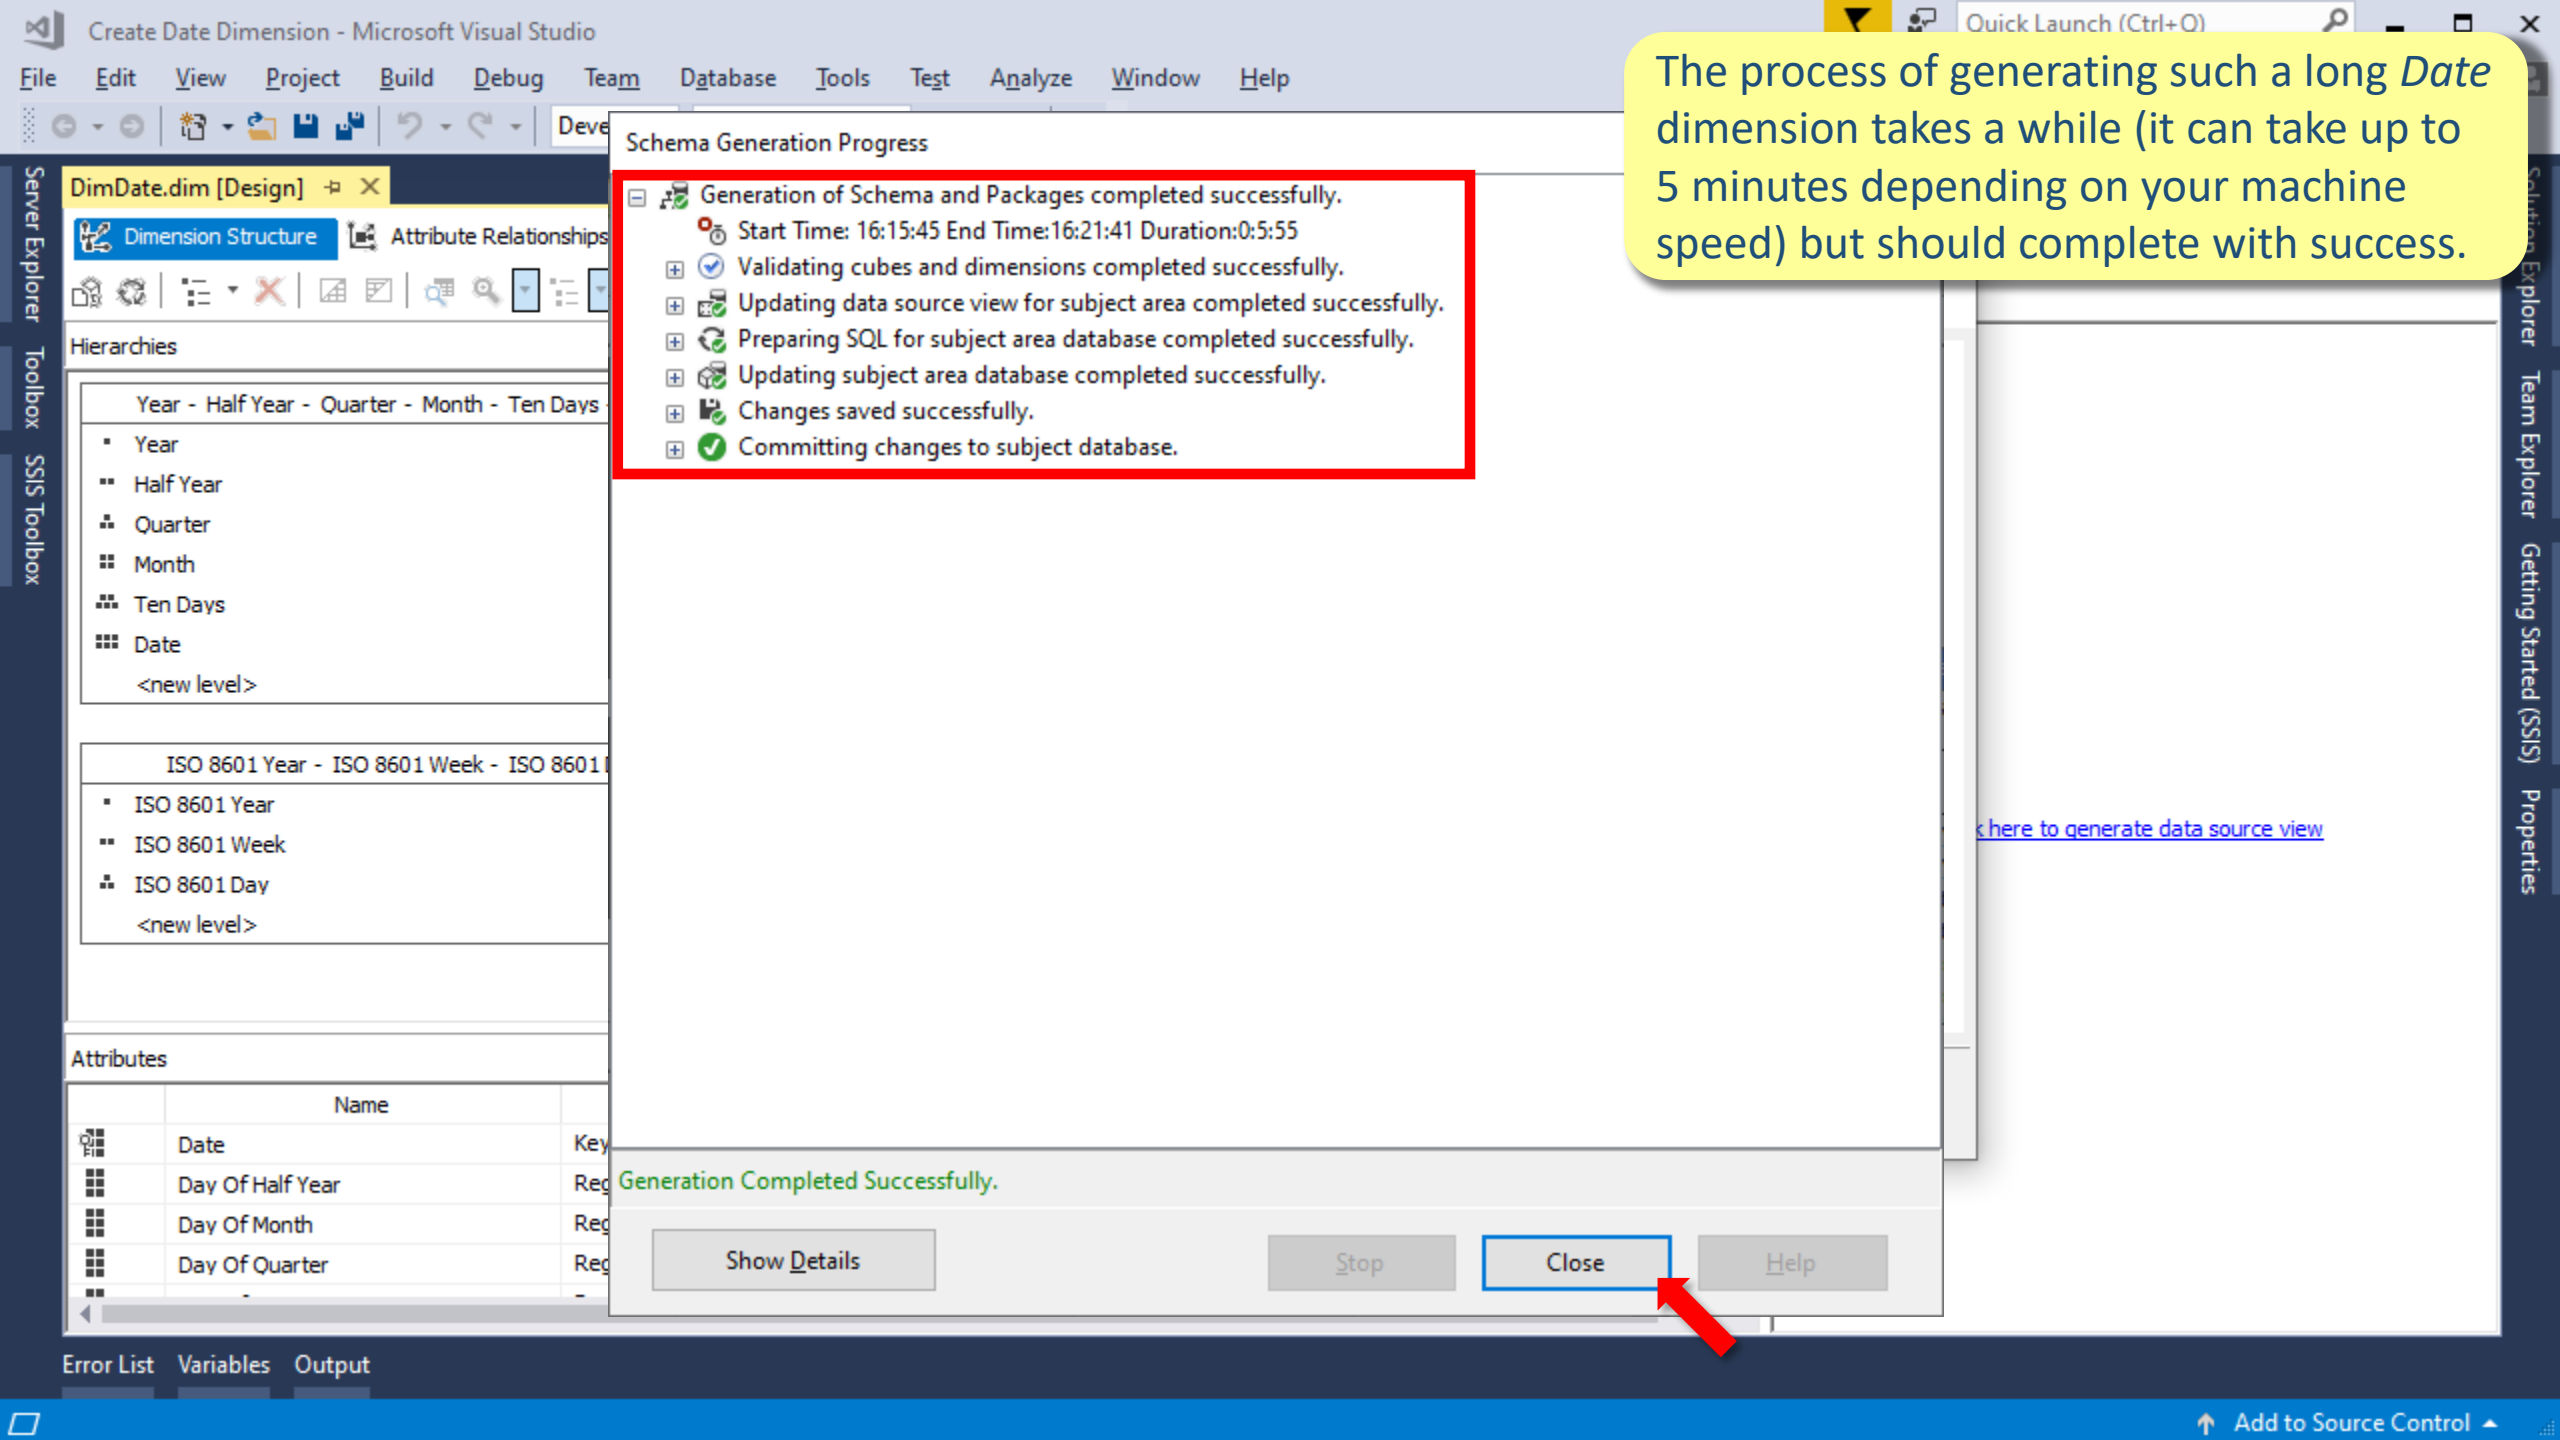 Create Date Dimension - Microsoft Visual Studio
Quick Launch (Ctrl+Q)
File Edit View Project Build Debug Team Database Tools Test Analyze Window Help
The process of generating such a long Date
dimension takes a while (it can take up to
5 minutes depending on your machine
speed) but should complete with success.
Deve
Schema Generation Progress
DimDate.dim [Design]
Dimension Structure
Attribute Relationships
Generation of Schema and Packages completed successfully.
Start Time: 16:15:45 End Time:16:21:41 Duration:0:5:55
Validating cubes and dimensions completed successfully.
Updating data source view for subject area completed successfully.
Preparing SQL for subject area database completed successfully.
Updating subject area database completed successfully.
Changes saved successfully.
Committing changes to subject database.
Server Explorer
Toolbox
SSIS Toolbox
Hierarchies
Year - Half Year - Quarter - Month - Ten Days -
Year
Half Year
Quarter
Month
Ten Days
Date
<new level>
ISO 8601 Year - ISO 8601 Week - ISO 8601
ISO 8601 Year
ISO 8601 Week
ISO 8601 Day
<new level>
here to generate data source view
Solution Explorer
Team Explorer
Getting Started (SSIS)
Properties
Attributes
Name
Date Key
Day Of Half Year Reg
Day Of Month Reg
Day Of Quarter Reg
Generation Completed Successfully.
Show Details
Stop
Close
Help
Error List Variables Output
Add to Source Control